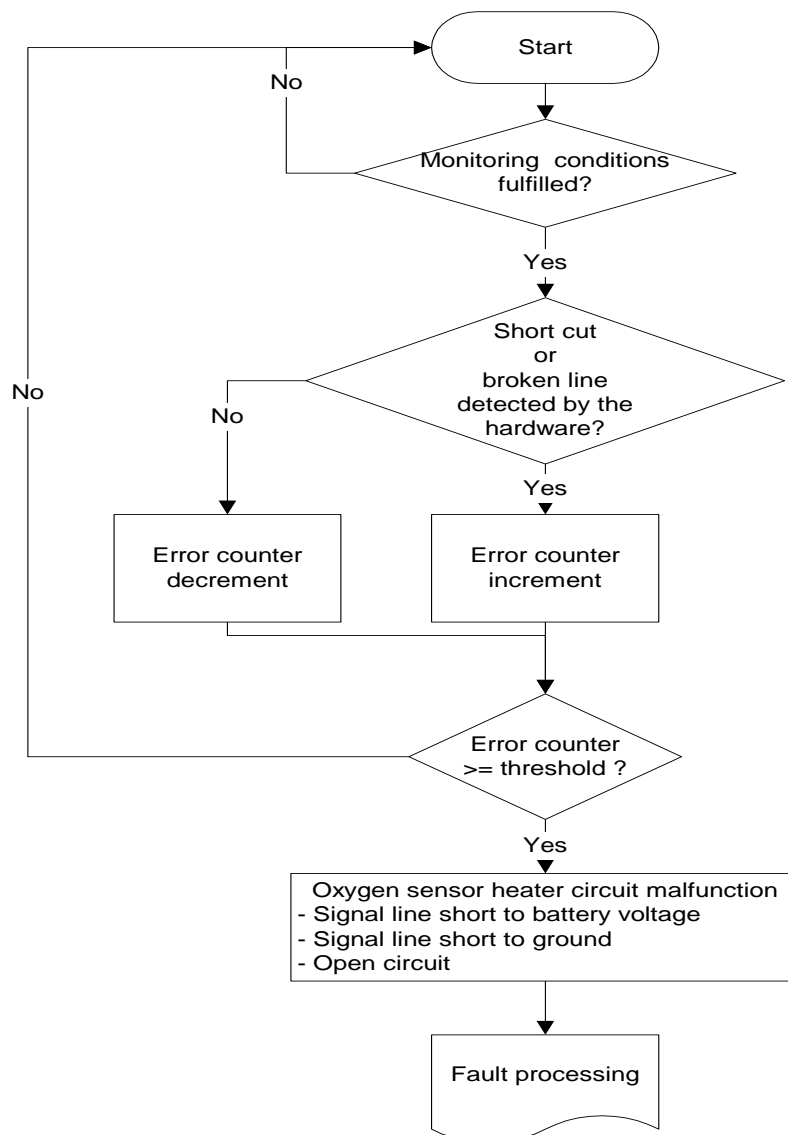 Start
No
Monitoring conditions
fulfilled?
Yes
Short cut
or
broken line
detected by the
hardware?
No
No
Yes
Error counter
decrement
Error counter
increment
Error counter
>= threshold ?
Yes
Oxygen sensor heater circuit malfunction
- Signal line short to battery voltage
- Signal line short to ground
- Open circuit
Fault processing